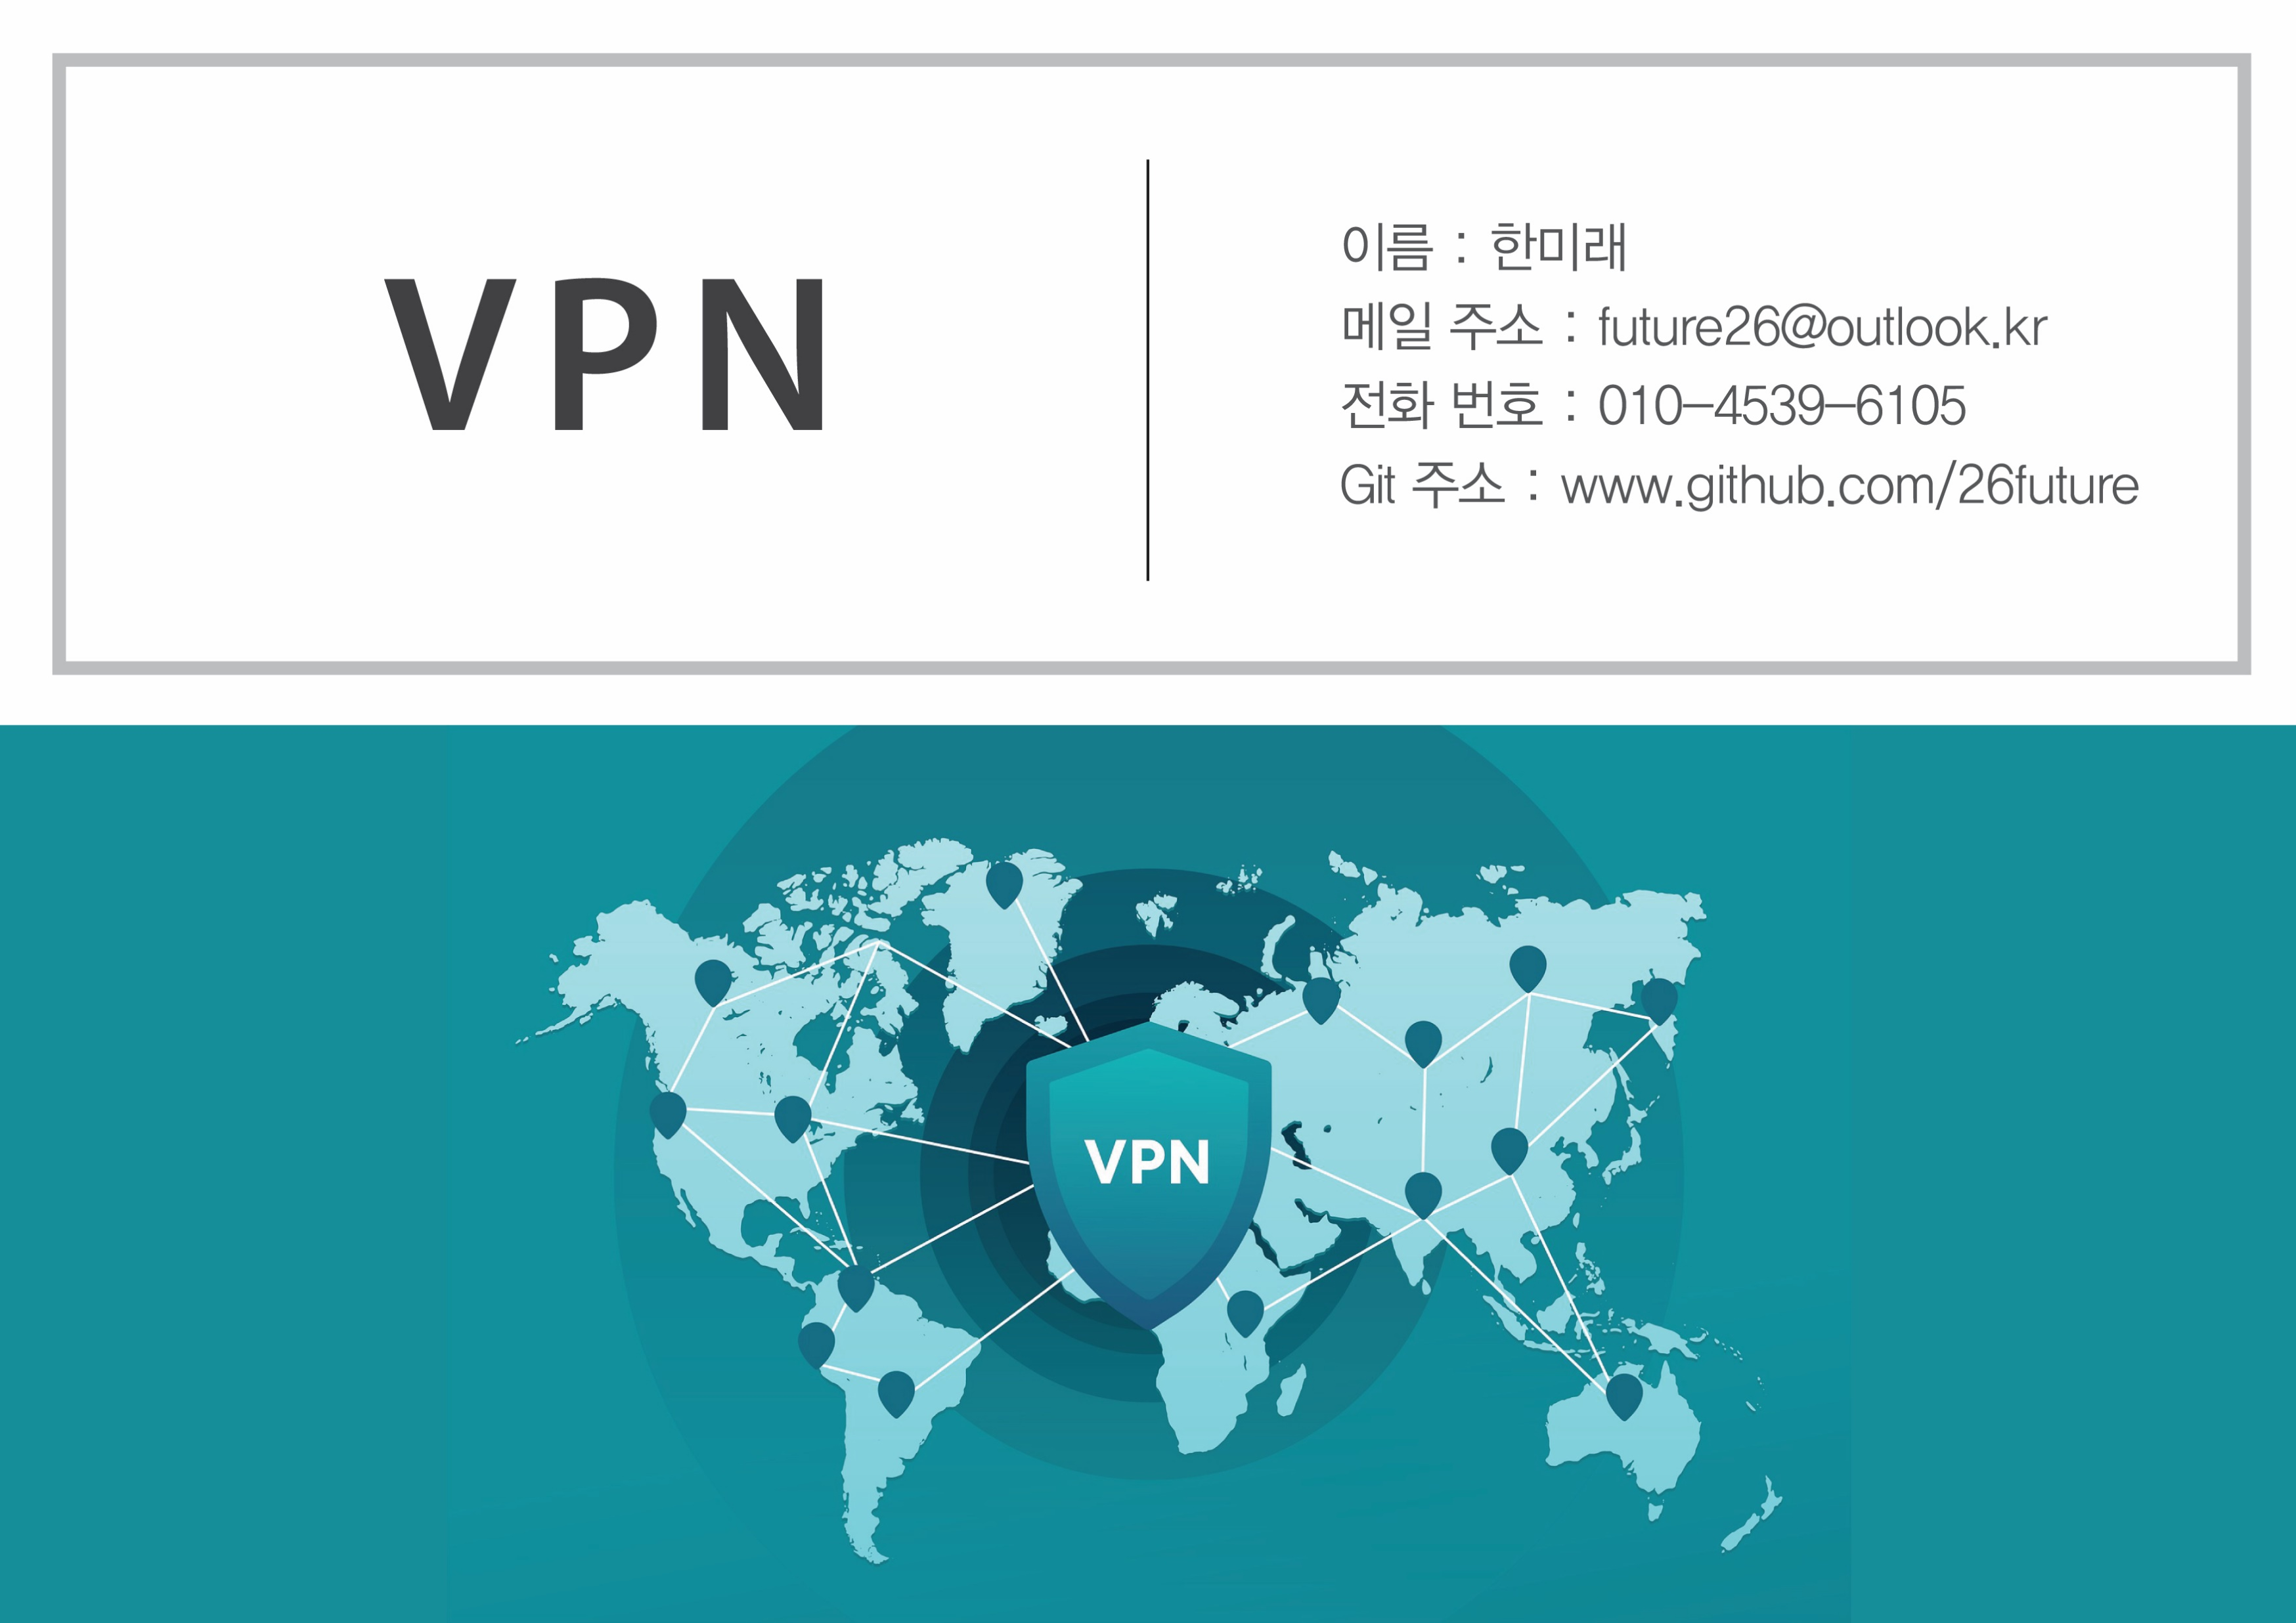 VPN
이름 : 한미래
메일 주소 : future26@outlook.kr
전화 번호 : 010-4539-6105
Git 주소 : www.github.com/26future
VPN